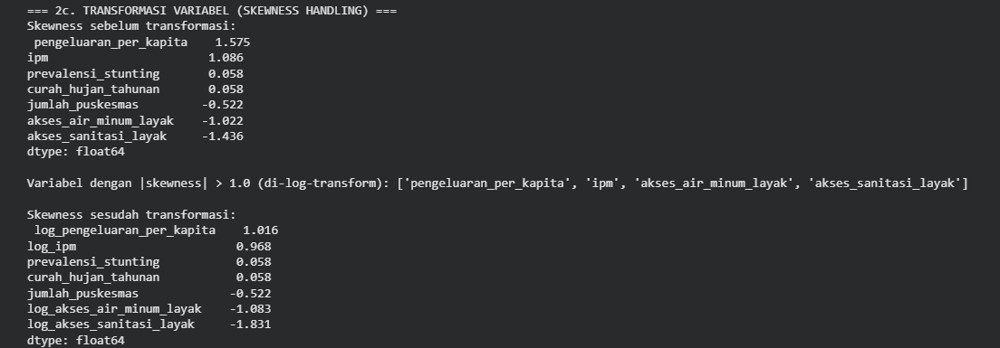 === 2c. TRANSFORMASI VARIABEL (SKEWNESS HANDLING) ===
Skewness sebelum transformasi:
 pengeluaran_per_kapita    1.575
ipm                       1.086
prevalensi_stunting       0.058
curah_hujan_tahunan       0.058
jumlah_puskesmas         -0.522
akses_air_minum_layak    -1.022
akses_sanitasi_layak     -1.436
dtype: float64

Variabel dengan |skewness| > 1.0 (di-log-transform): ['pengeluaran_per_kapita', 'ipm', 'akses_air_minum_layak', 'akses_sanitasi_layak']

Skewness sesudah transformasi:
 log_pengeluaran_per_kapita    1.016
log_ipm                       0.968
prevalensi_stunting           0.058
curah_hujan_tahunan           0.058
jumlah_puskesmas             -0.522
log_akses_air_minum_layak    -1.083
log_akses_sanitasi_layak     -1.831
dtype: float64